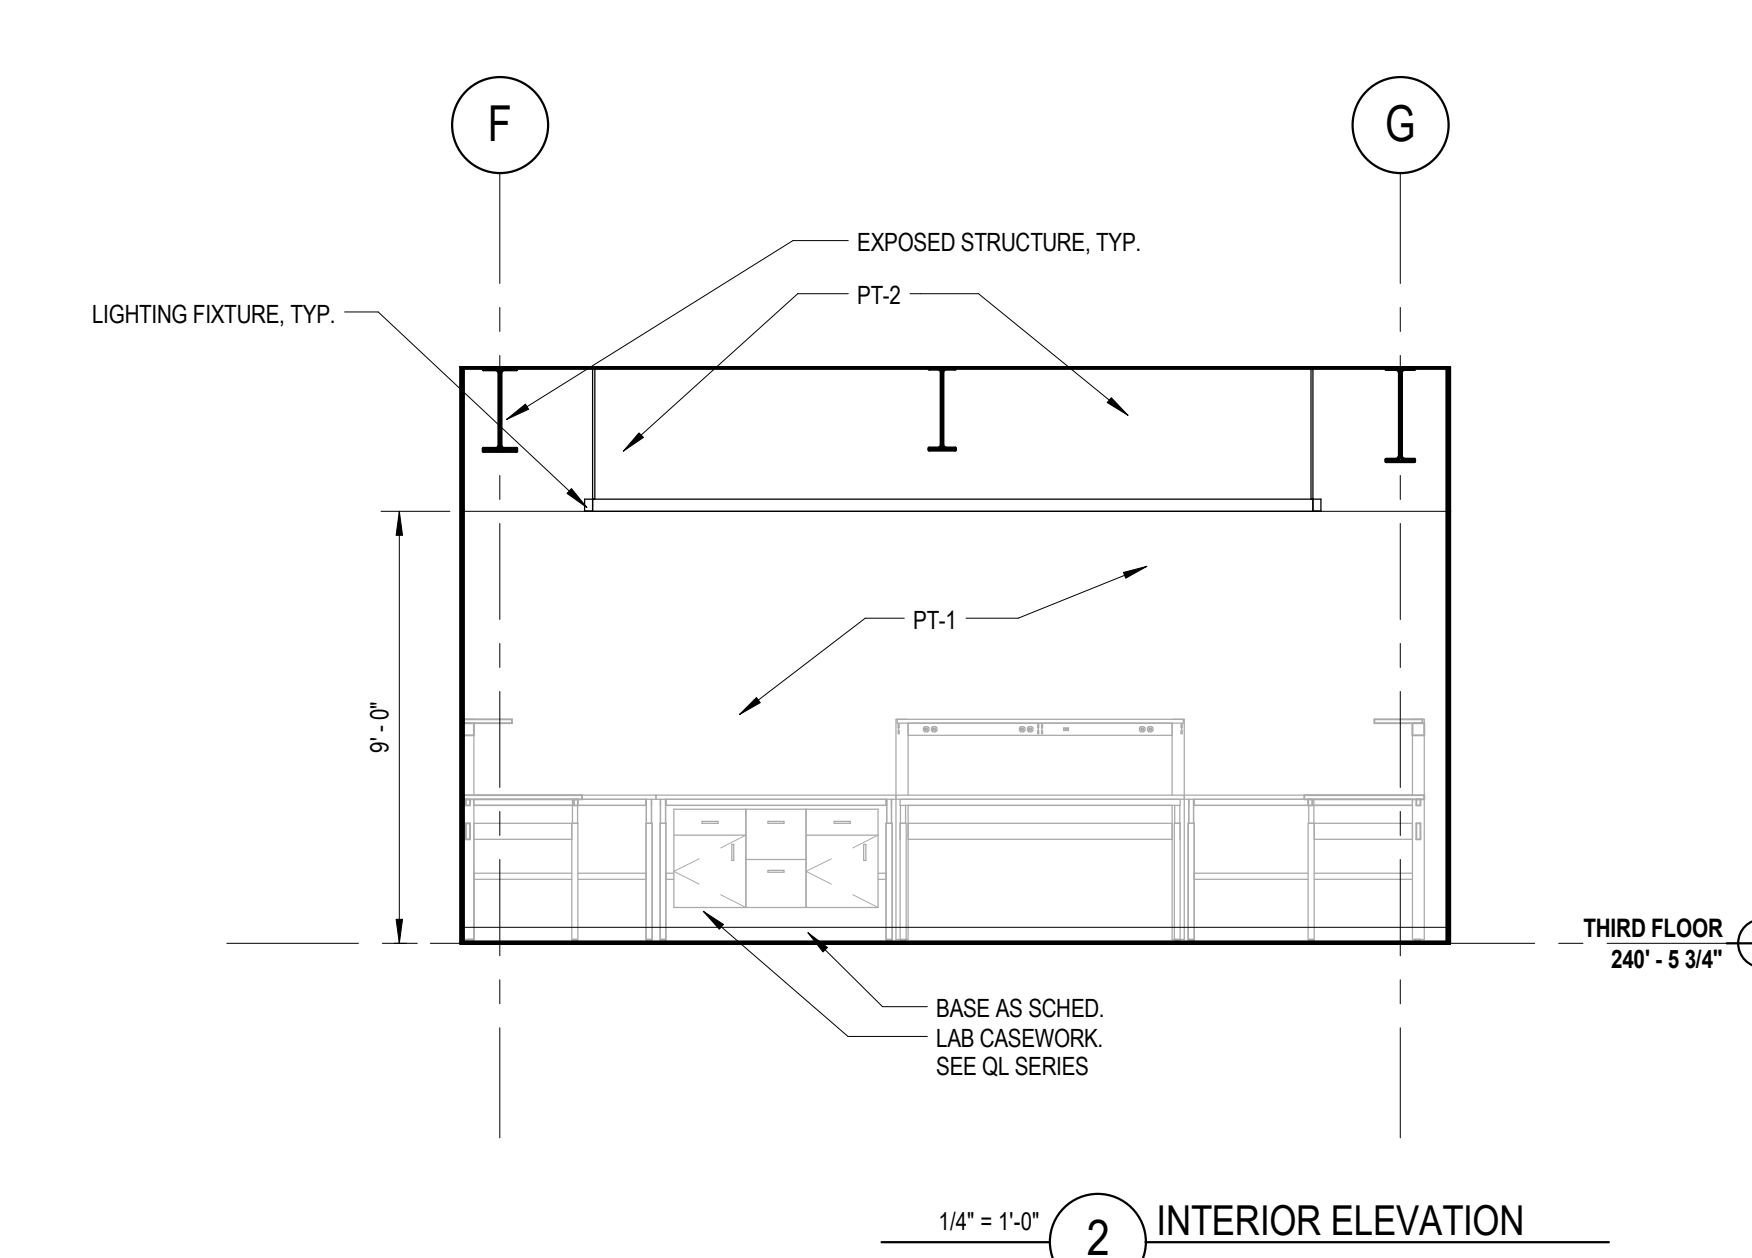 F
G
EXPOSED STRUCTURE, TYP.
PT-2
LIGHTING FIXTURE, TYP.
PT-1
9' - 0"
THIRD FLOOR
240' - 5 3/4"
BASE AS SCHED.
LAB CASEWORK.
SEE QL SERIES
1/4" = 1'-0"
2
INTERIOR ELEVATION